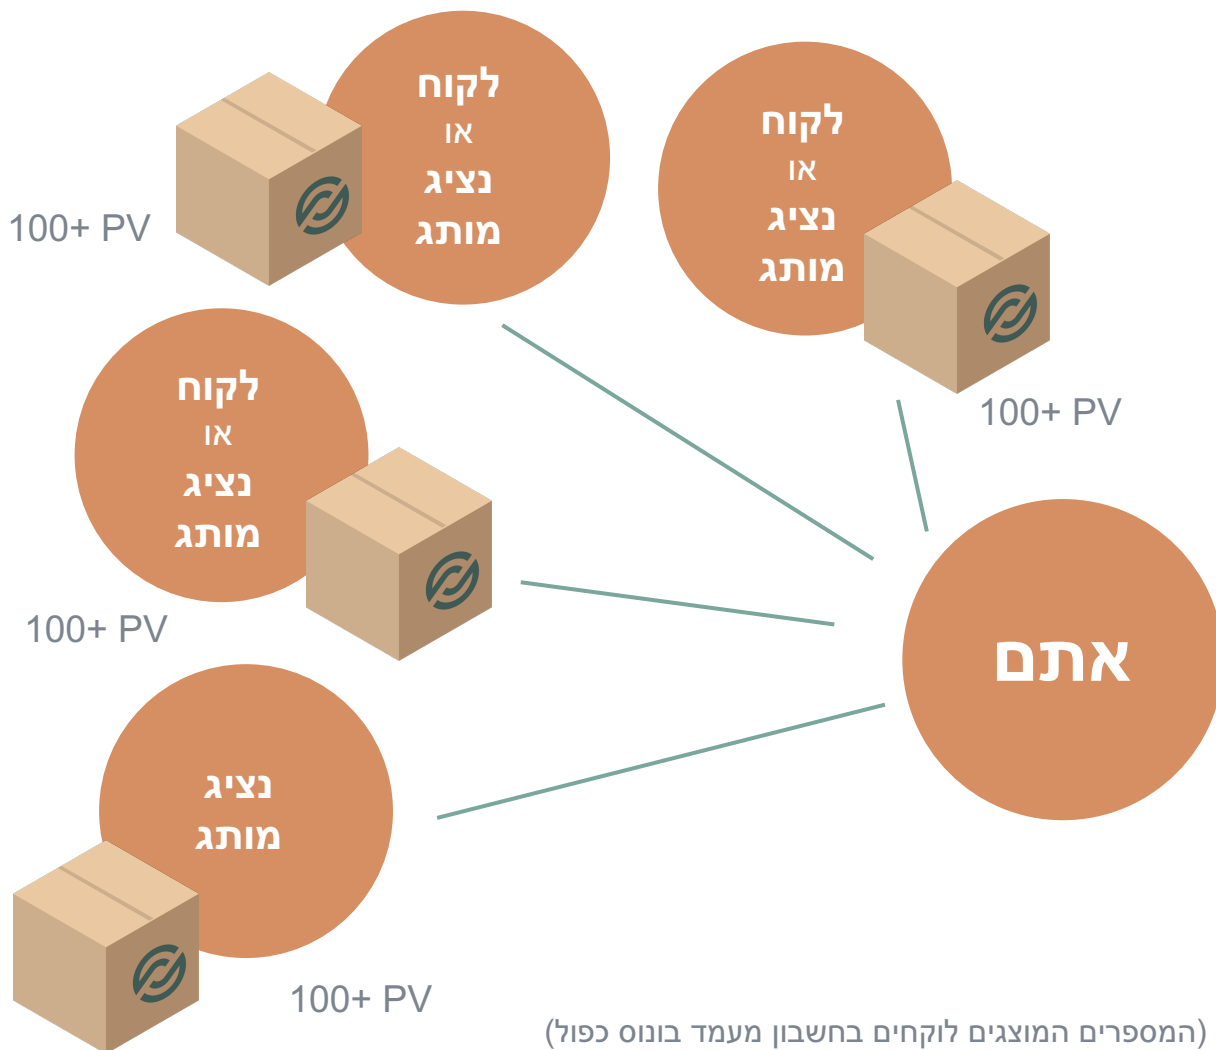 לקוח
או
נציג
מותג
100+ PV
לקוח
או
נציג
מותג
100+ PV
לקוח
או
נציג
מותג
100+ PV
אתם
נציג
מותג
100+ PV
(המספרים המוצגים לוקחים בחשבון מעמד בונוס כפול)